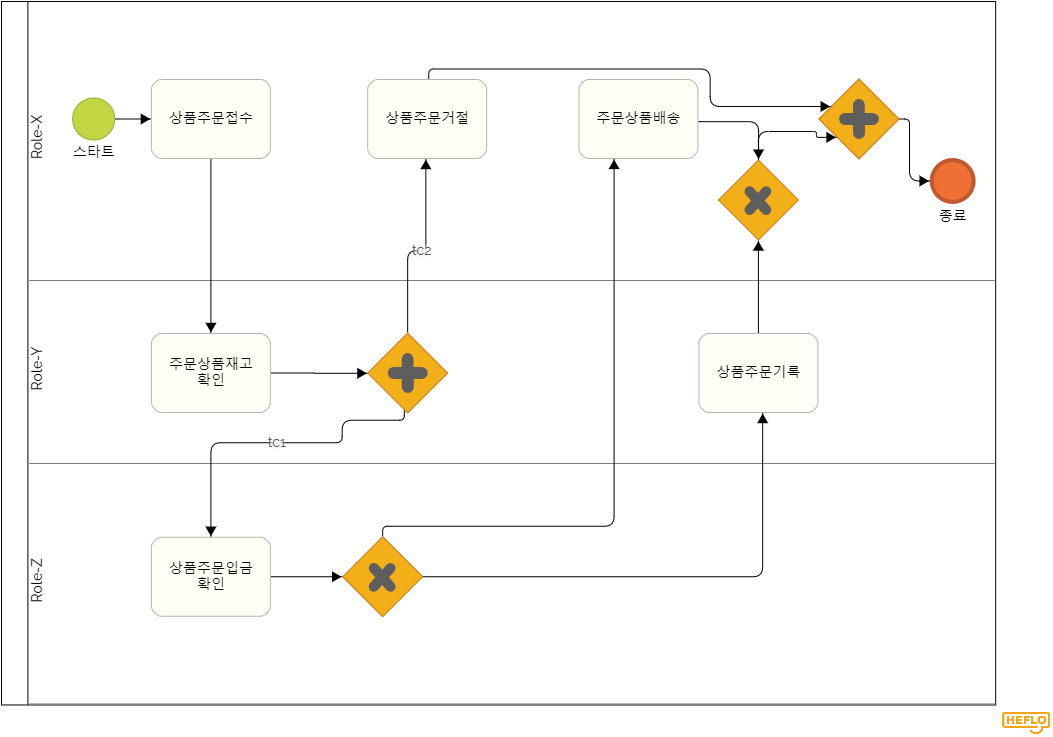 Role-X
스타트
상품주문접수
상품주문거절
주문상품배송
종료
tc2
Role-Y
주문상품재고
확인
상품주문기록
tc1
Role-Z
상품주문입금
확인
HEFLO